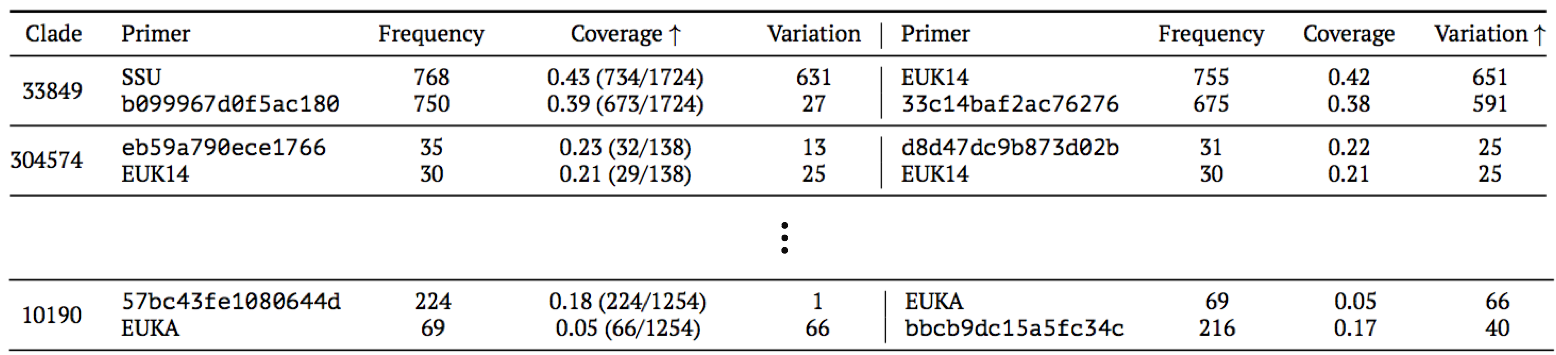 Clade Primer Frequency Coverage ↑ Variation Primer Frequency Coverage Variation ↑
33849 SSU 768 0.43 (734/1724) 631 EUK14 755 0.42 651
b099967d0f5ac180 750 0.39 (673/1724) 27 33c14baf2ac76276 675 0.38 591
304574 eb59a790ece1766 35 0.23 (32/138) 13 d8d47dc9b873d02b 31 0.22 25
EUK14 30 0.21 (29/138) 25 EUK14 30 0.21 25
10190 57bc43fe1080644d 224 0.18 (224/1254) 1 EUKA 69 0.05 66
EUKA 69 0.05 (66/1254) 66 bbcb9dc15a5fc34c 216 0.17 40